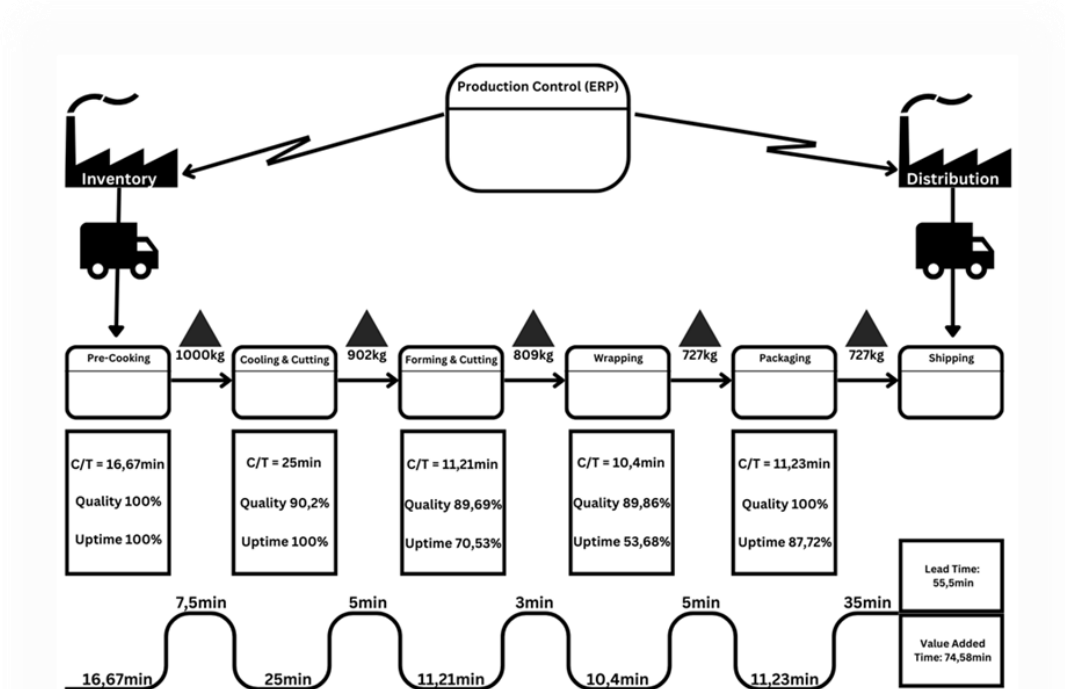 Production Control (ERP)
Inventory
Distribution
Pre-Cooking
1000kg
Cooling & Cutting
902kg
Forming & Cutting
809kg
Wrapping
727kg
Packaging
727kg
Shipping
C/T = 16,67min
Quality 100%
Uptime 100%
C/T = 25min
Quality 90,2%
Uptime 100%
C/T = 11,21min
Quality 89,69%
Uptime 70,53%
C/T = 10,4min
Quality 89,86%
Uptime 53,68%
C/T = 11,23min
Quality 100%
Uptime 87,72%
Lead Time:
55,5min
7,5min
5min
3min
5min
35min
Value Added
Time: 74,58min
16,67min
25min
11,21min
10,4min
11,23min